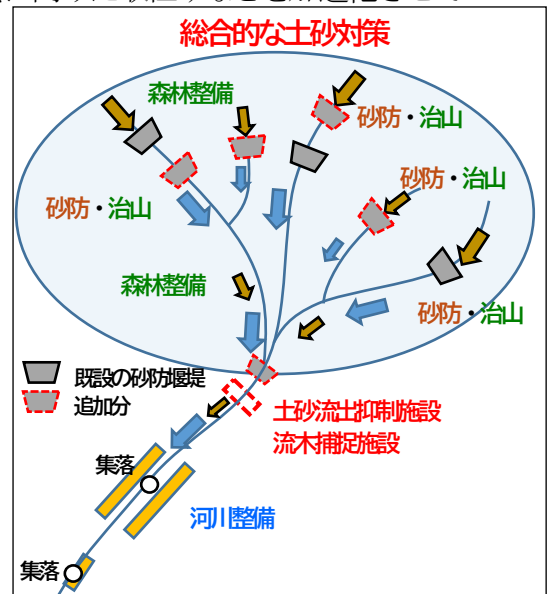 総合的な土砂対策
森林整備
砂防・治山
砂防・治山
砂防・治山
森林整備
砂防・治山
既設の砂防堰堤
追加分
土砂流出抑制施設
流木捕捉施設
集落
河川整備
集落